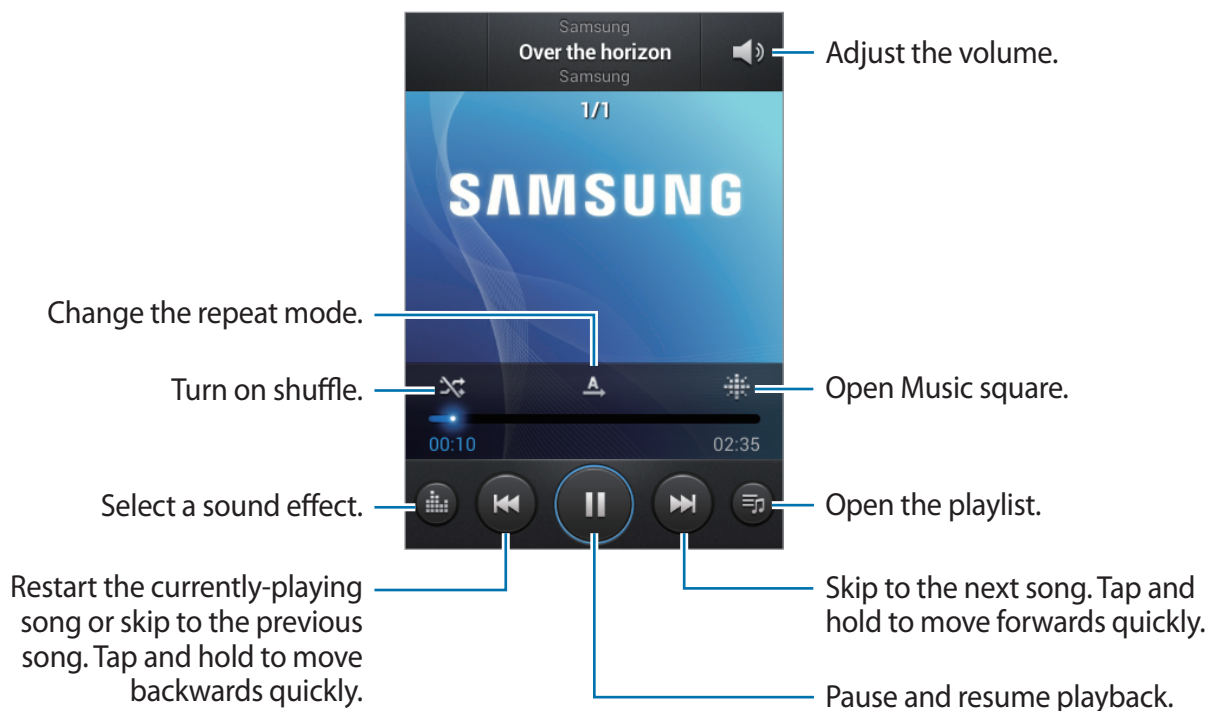 Samsung
Over the horizon
Samsung
Adjust the volume.
1/1
SAMSUNG
Change the repeat mode.
A
Turn on shuffle.
Open Music square.
00:10
02:35
Select a sound effect.
Open the playlist.
Restart the currently-playing
song or skip to the previous
song. Tap and hold to move
backwards quickly.
Skip to the next song. Tap and
hold to move forwards quickly.
Pause and resume playback.